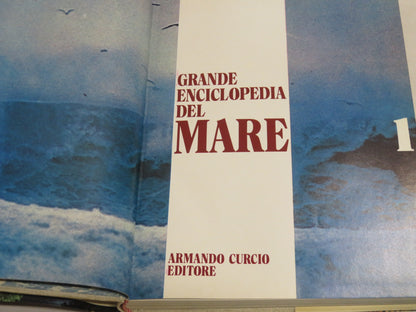 GRANDE
ENCICLOPEDIA
DEL
MARE
1
ARMANDO CURCIO
EDITORE